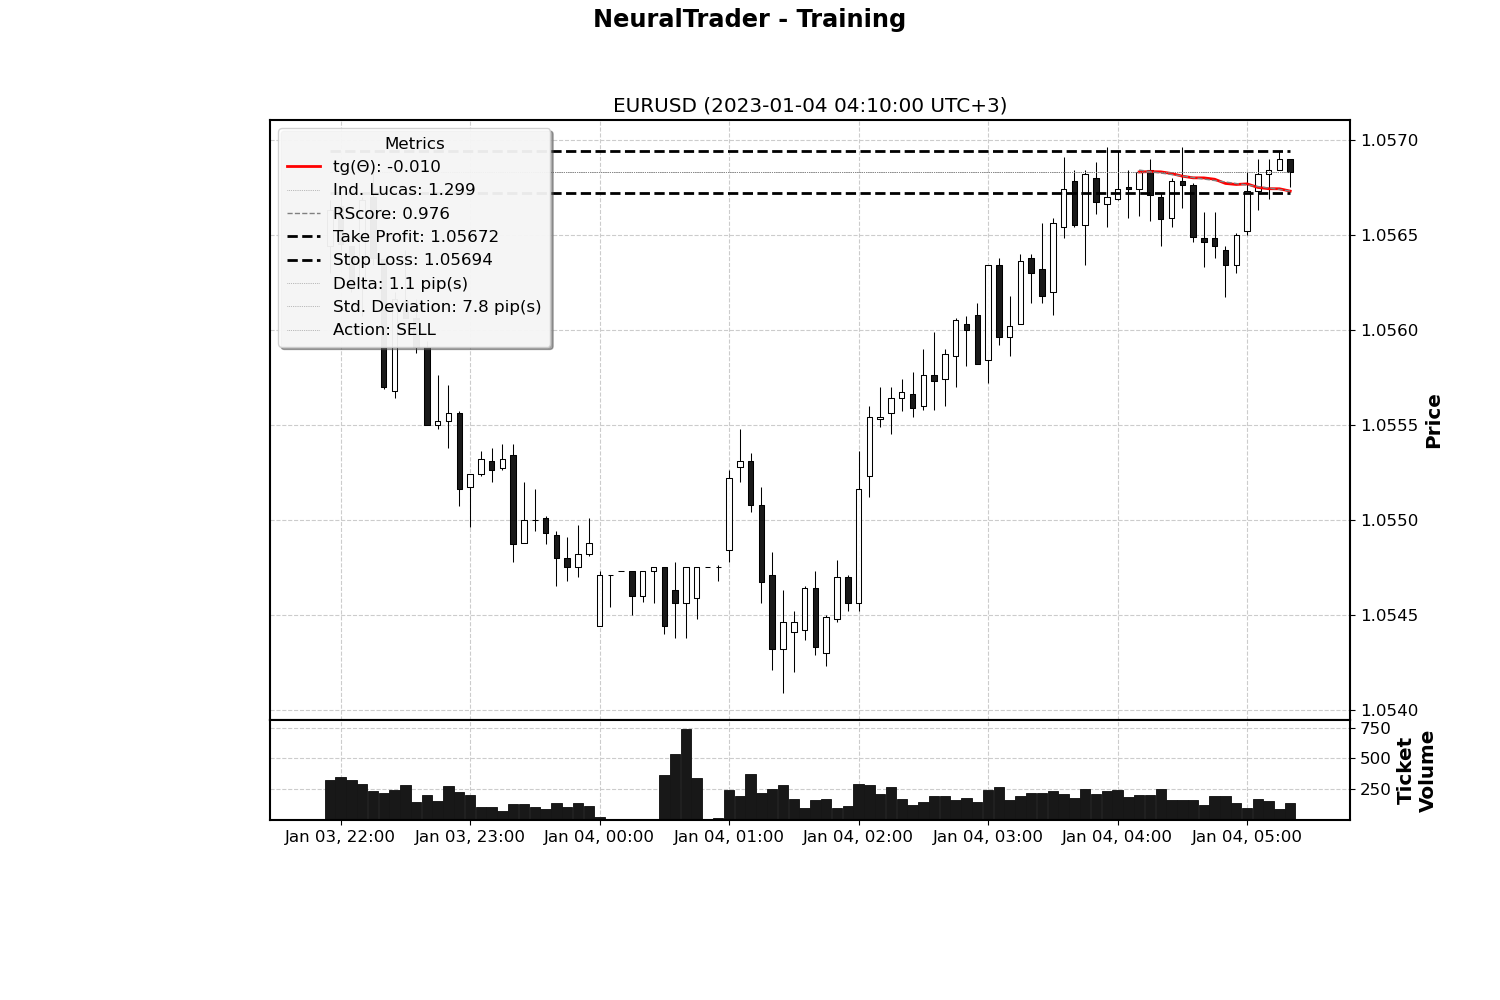 NeuralTrader - Training
EURUSD (2023-01-04 04:10:00 UTC+3)
Metrics
tg(Θ): -0.010
Ind. Lucas: 1.299
RScore: 0.976
Take Profit: 1.05672
Stop Loss: 1.05694
Delta: 1.1 pip(s)
Std. Deviation: 7.8 pip(s)
Action: SELL
1.0570
1.0565
1.0560
1.0555
1.0550
1.0545
1.0540
Price
750
500
250
Ticket
Volume
Jan 03, 22:00
Jan 03, 23:00
Jan 04, 00:00
Jan 04, 01:00
Jan 04, 02:00
Jan 04, 03:00
Jan 04, 04:00
Jan 04, 05:00